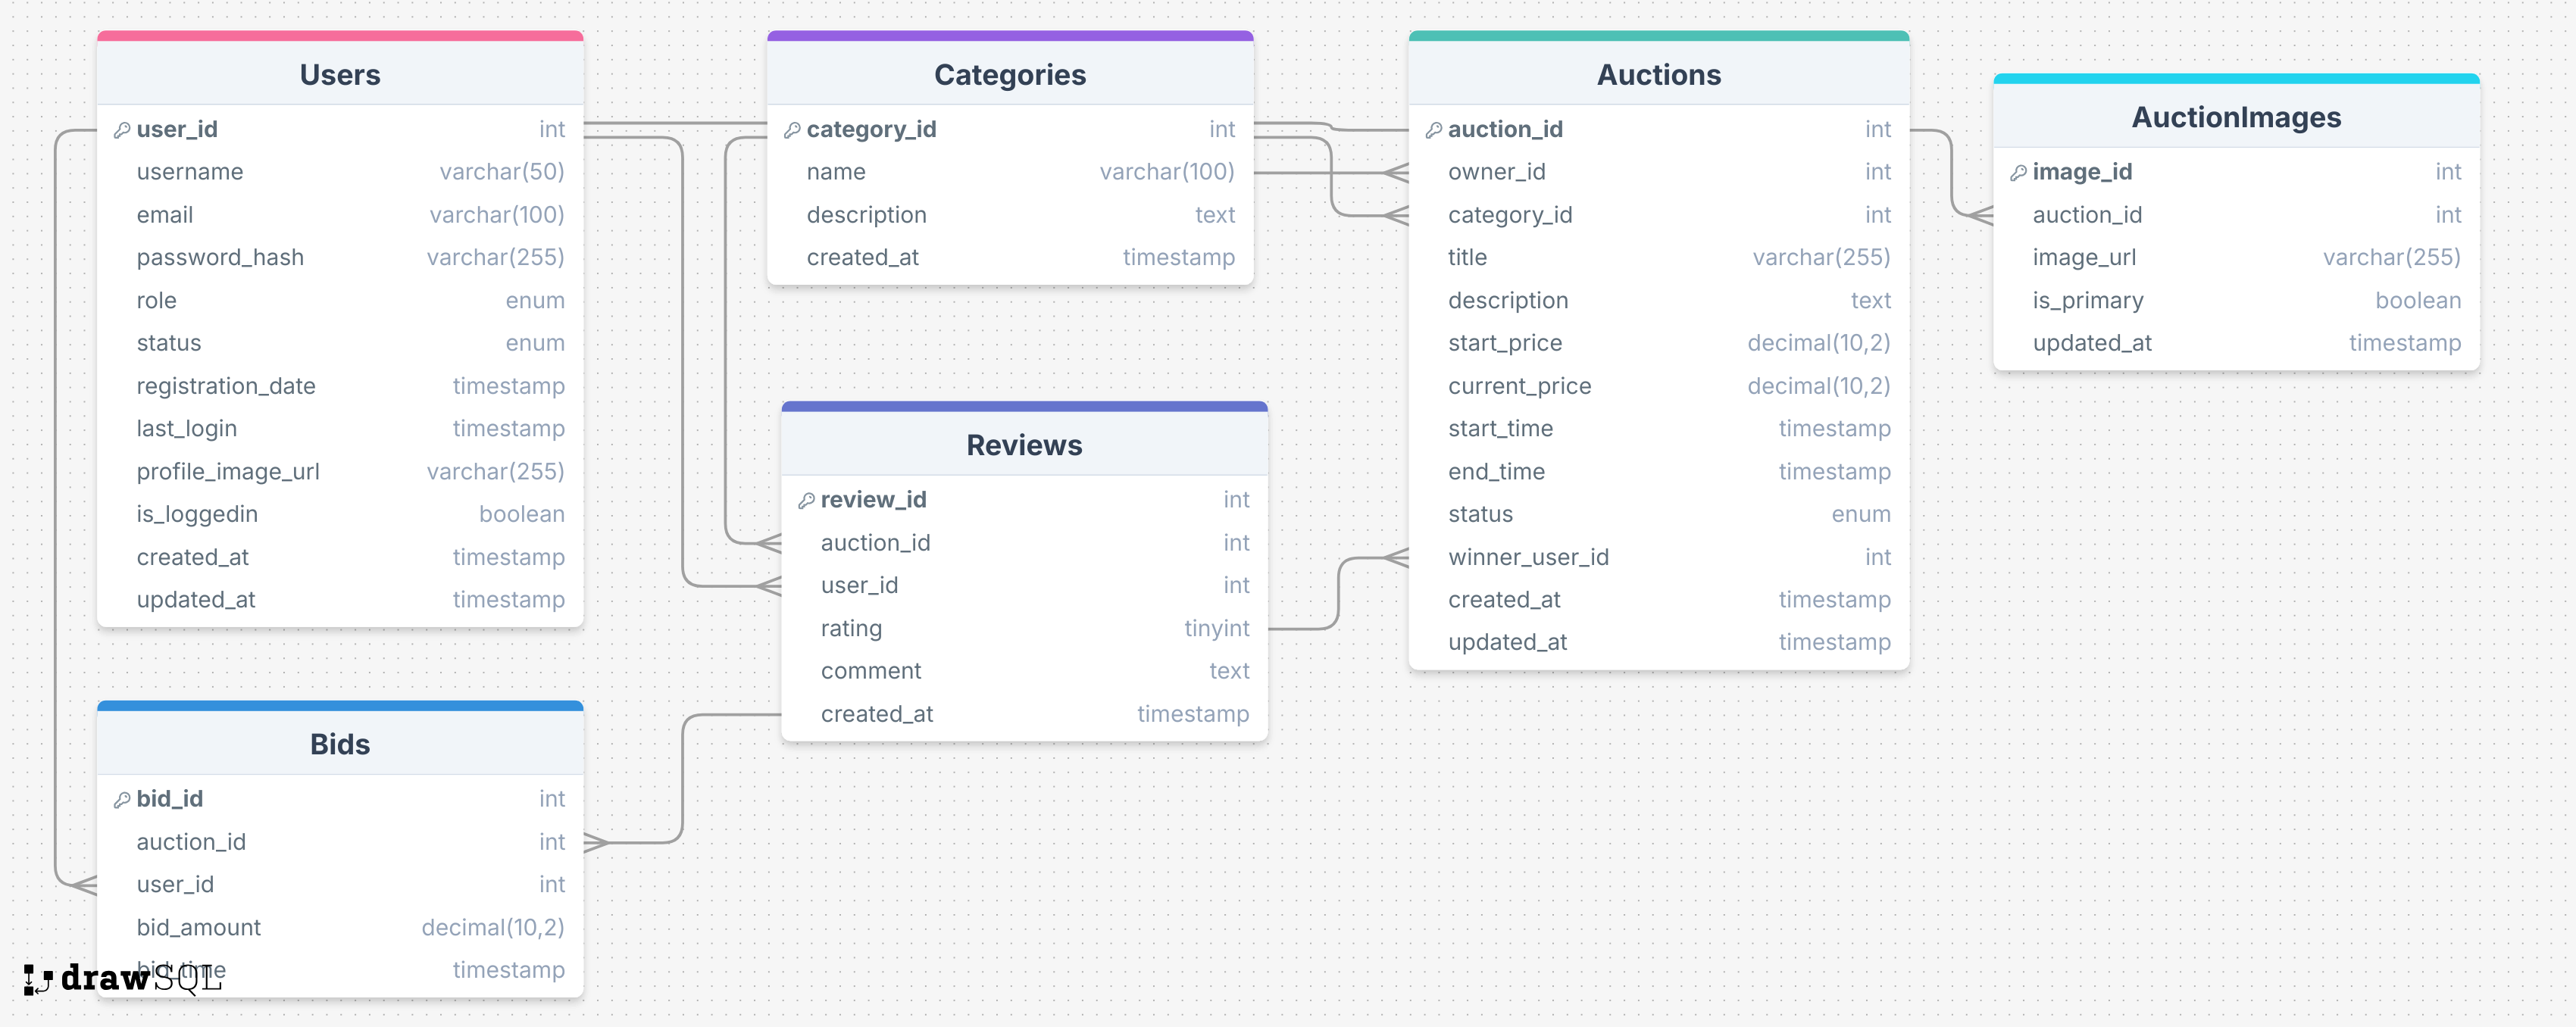 Users
user_id int
username varchar(50)
email varchar(100)
password_hash varchar(255)
role enum
status enum
registration_date timestamp
last_login timestamp
profile_image_url varchar(255)
is_loggedin boolean
created_at timestamp
updated_at timestamp
Categories
category_id int
name varchar(100)
description text
created_at timestamp
Auctions
auction_id int
owner_id int
category_id int
title varchar(255)
description text
start_price decimal(10,2)
current_price decimal(10,2)
start_time timestamp
end_time timestamp
status enum
winner_user_id int
created_at timestamp
updated_at timestamp
AuctionImages
image_id int
auction_id int
image_url varchar(255)
is_primary boolean
updated_at timestamp
Reviews
review_id int
auction_id int
user_id int
rating tinyint
comment text
created_at timestamp
Bids
bid_id int
auction_id int
user_id int
bid_amount decimal(10,2)
bid_time timestamp
drawSQL